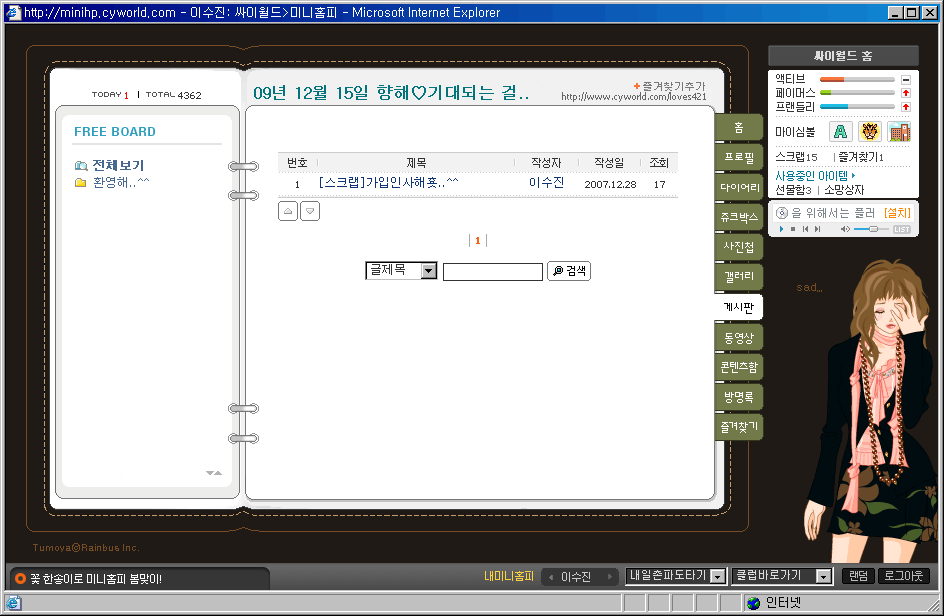 http://minihp.cyworld.com - 이수진: 싸이월드>미니홈피 - Microsoft Internet Explorer
TODAY 1 | TOTAL 4362
09년 12월 15일 향해♡기대되는 걸..
+ 즐겨찾기추가
http://www.cyworld.com/loves421
FREE BOARD
전체보기
환영해..^^
번호 제목 작성자 작성일 조회
1 [스크랩]가입인사해욧..^^ 이수진 2007.12.28 17
1
글제목 검색
홈
프로필
다이어리
쥬크박스
사진첩
갤러리
게시판
동영상
콘텐츠함
방명록
즐겨찾기
싸이월드 홈
액티브
페이머스
프랜들리
마이심볼 A
스크랩15 | 즐겨찾기1
사용중인 아이템
선물함3 | 소망상자
을 위해서는 플러 [설치]
LIST
sad...
Tumoya©Rainbus Inc.
꽃 한송이로 미니홈피 봄맞이!
내미니홈피 이수진 내일촌파도타기 클럽바로가기 랜덤 로그아웃
인터넷